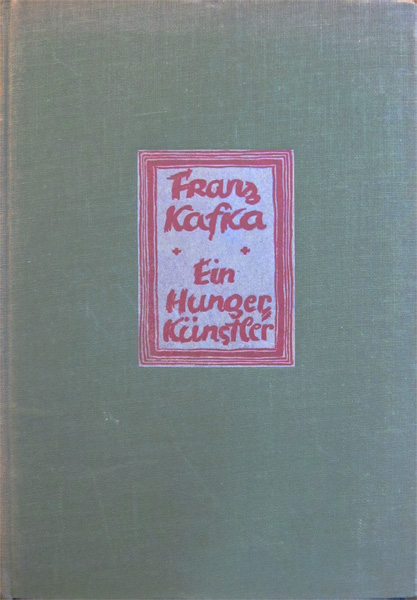 Franz
Kafka
+ +
Ein
Hunger=
Künstler